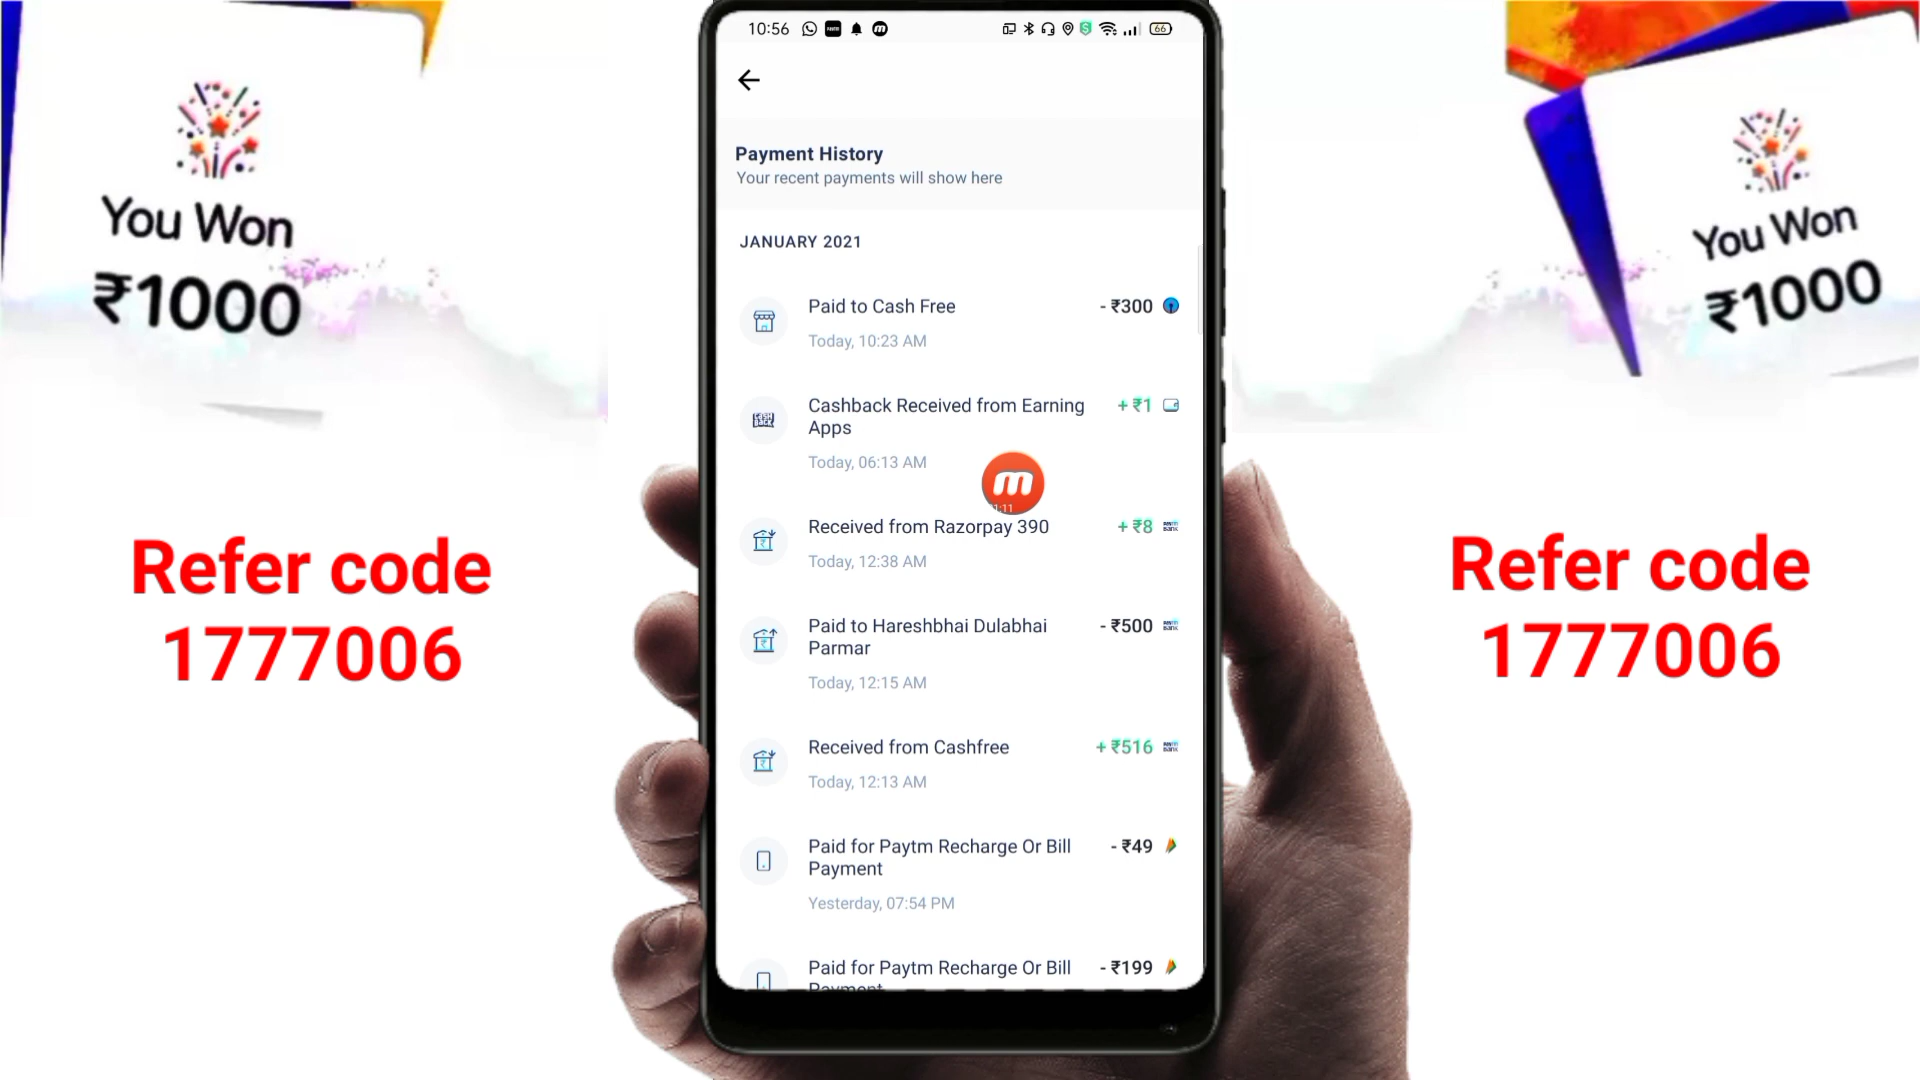 You Won
₹1000
Refer code
1777006
10:56
66
Payment History
Your recent payments will show here
JANUARY 2021
Paid to Cash Free - ₹300
Today, 10:23 AM
CASH
BACK
Cashback Received from Earning + ₹1
Apps
Today, 06:13 AM
m
Received from Razorpay 390 + ₹8
Today, 12:38 AM
Paid to Hareshbhai Dulabhai - ₹500
Parmar
Today, 12:15 AM
Received from Cashfree + ₹516
Today, 12:13 AM
Paid for Paytm Recharge Or Bill - ₹49
Payment
Yesterday, 07:54 PM
Paid for Paytm Recharge Or Bill - ₹199
Payment
You Won
₹1000
Refer code
1777006